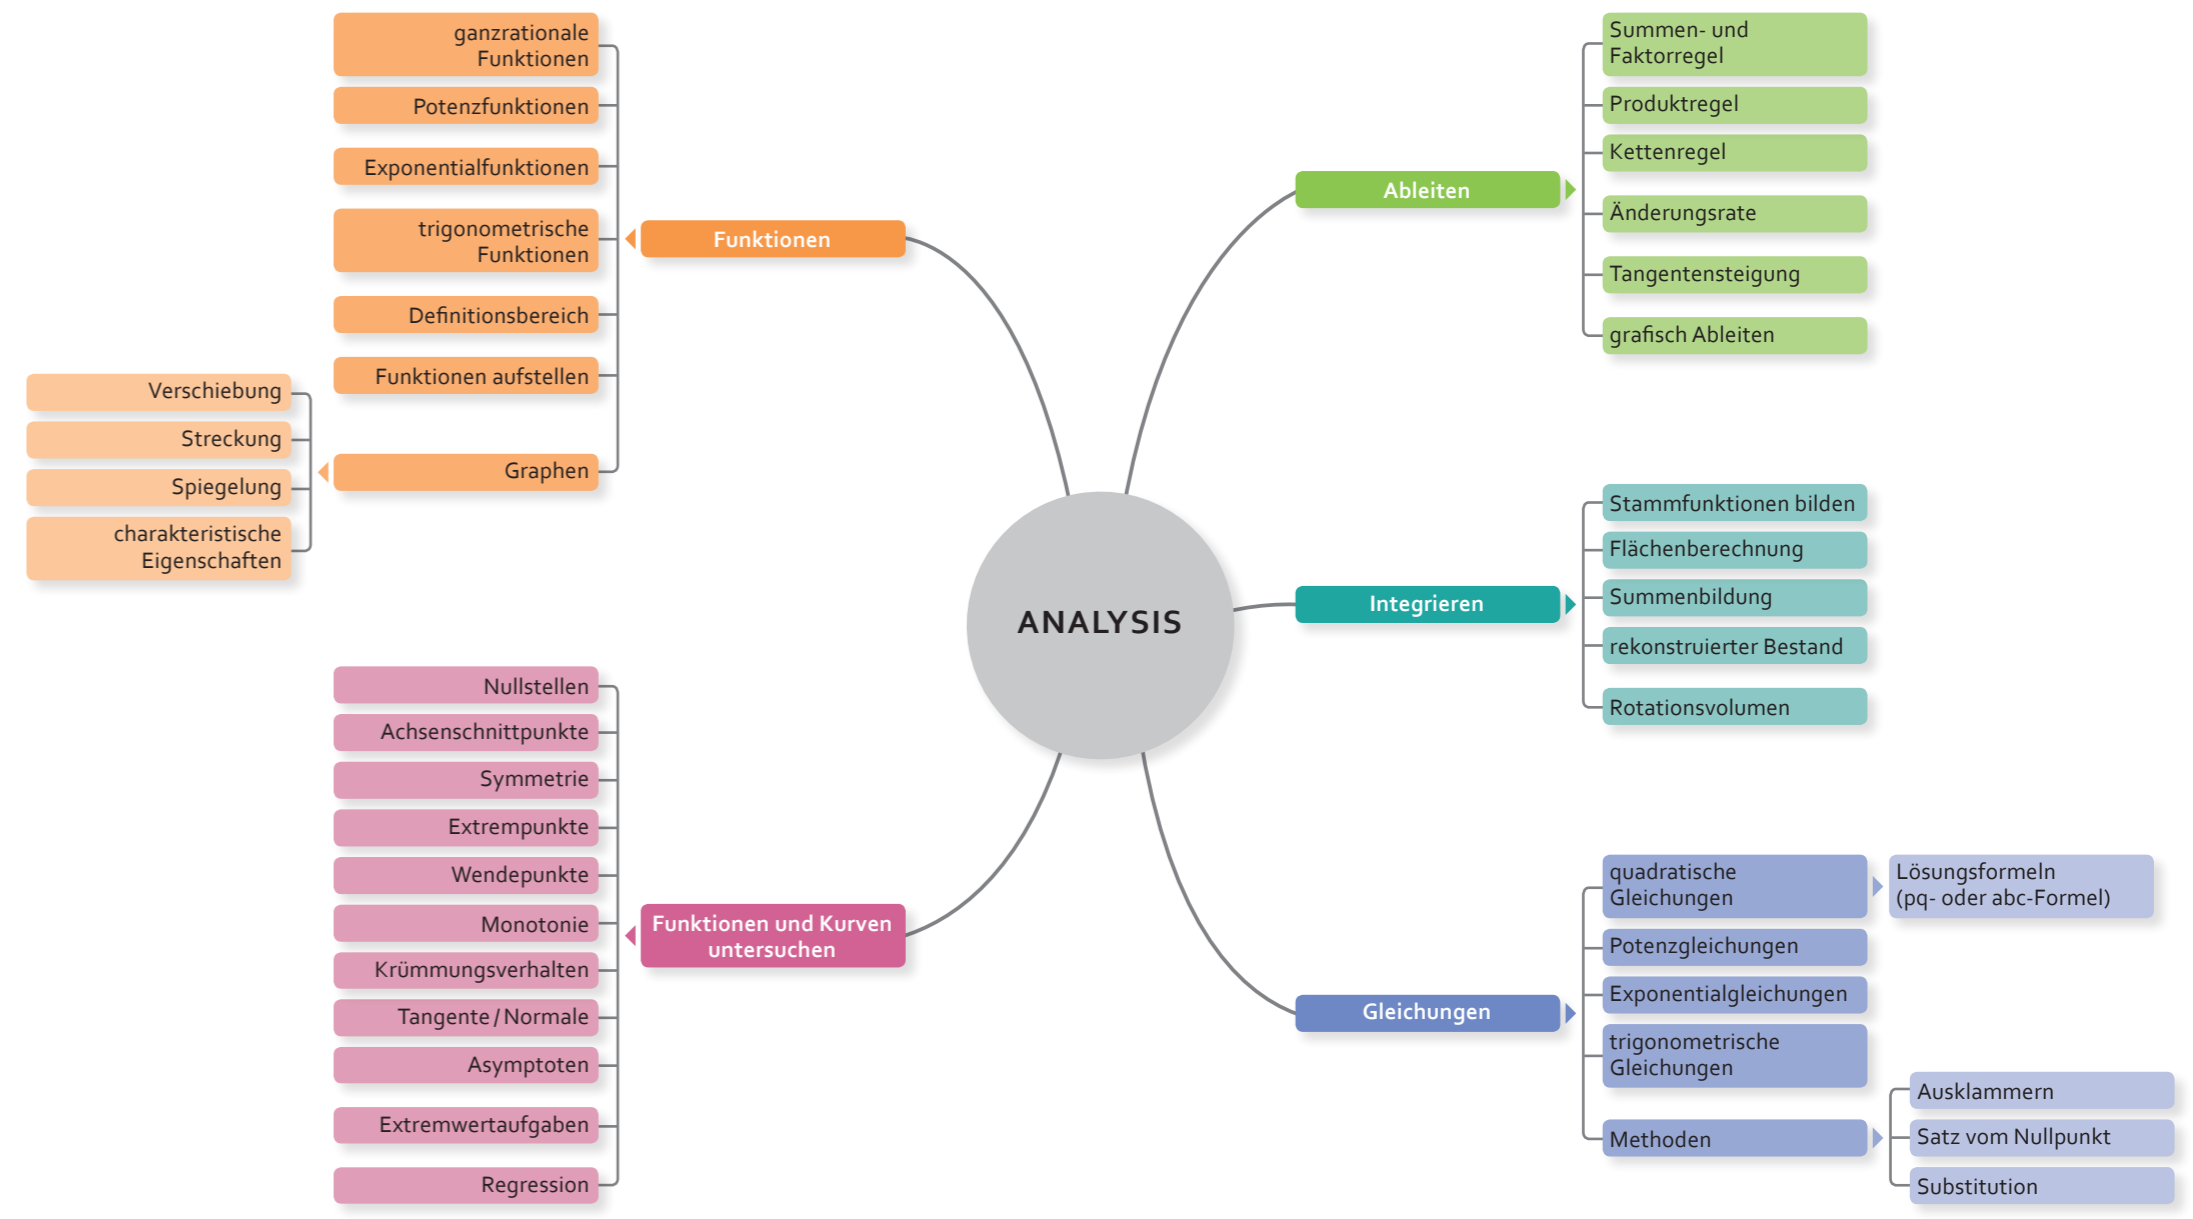 ANALYSIS
Funktionen
ganzrationale
Funktionen
Potenzfunktionen
Exponentialfunktionen
trigonometrische
Funktionen
Definitionsbereich
Funktionen aufstellen
Graphen
Verschiebung
Streckung
Spiegelung
charakteristische
Eigenschaften
Funktionen und Kurven
untersuchen
Nullstellen
Achsenschnittpunkte
Symmetrie
Extrempunkte
Wendepunkte
Monotonie
Krümmungsverhalten
Tangente / Normale
Asymptoten
Extremwertaufgaben
Regression
Ableiten
Summen- und
Faktorregel
Produktregel
Kettenregel
Änderungsrate
Tangentensteigung
grafisch Ableiten
Integrieren
Stammfunktionen bilden
Flächenberechnung
Summenbildung
rekonstruierter Bestand
Rotationsvolumen
Gleichungen
quadratische
Gleichungen
Lösungsformeln
(pq- oder abc-Formel)
Potenzgleichungen
Exponentialgleichungen
trigonometrische
Gleichungen
Methoden
Ausklammern
Satz vom Nullpunkt
Substitution